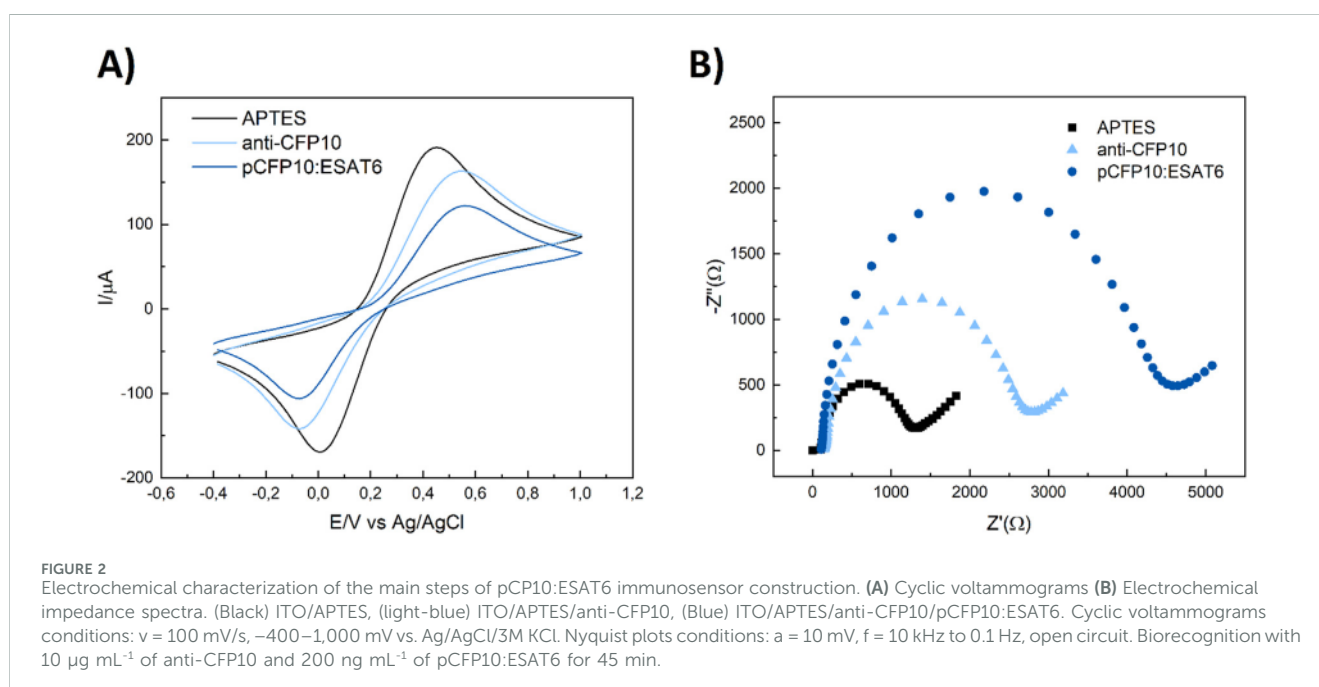 A)
APTES
anti-CFP10
pCFP10:ESAT6
200
100
0
-100
-200
I/µA
-0,6 -0,4 -0,2 0,0 0,2 0,4 0,6 0,8 1,0 1,2
E/V vs Ag/AgCl
B)
APTES
anti-CFP10
pCFP10:ESAT6
2500
2000
1500
1000
500
0
-Z"(Ω)
0 1000 2000 3000 4000 5000
Z'(Ω)
FIGURE 2
Electrochemical characterization of the main steps of pCP10:ESAT6 immunosensor construction. (A) Cyclic voltammograms (B) Electrochemical
impedance spectra. (Black) ITO/APTES, (light-blue) ITO/APTES/anti-CFP10, (Blue) ITO/APTES/anti-CFP10/pCFP10:ESAT6. Cyclic voltammograms
conditions: v = 100 mV/s, −400–1,000 mV vs. Ag/AgCl/3M KCl. Nyquist plots conditions: a = 10 mV, f = 10 kHz to 0.1 Hz, open circuit. Biorecognition with
10 µg mL⁻¹ of anti-CFP10 and 200 ng mL⁻¹ of pCFP10:ESAT6 for 45 min.